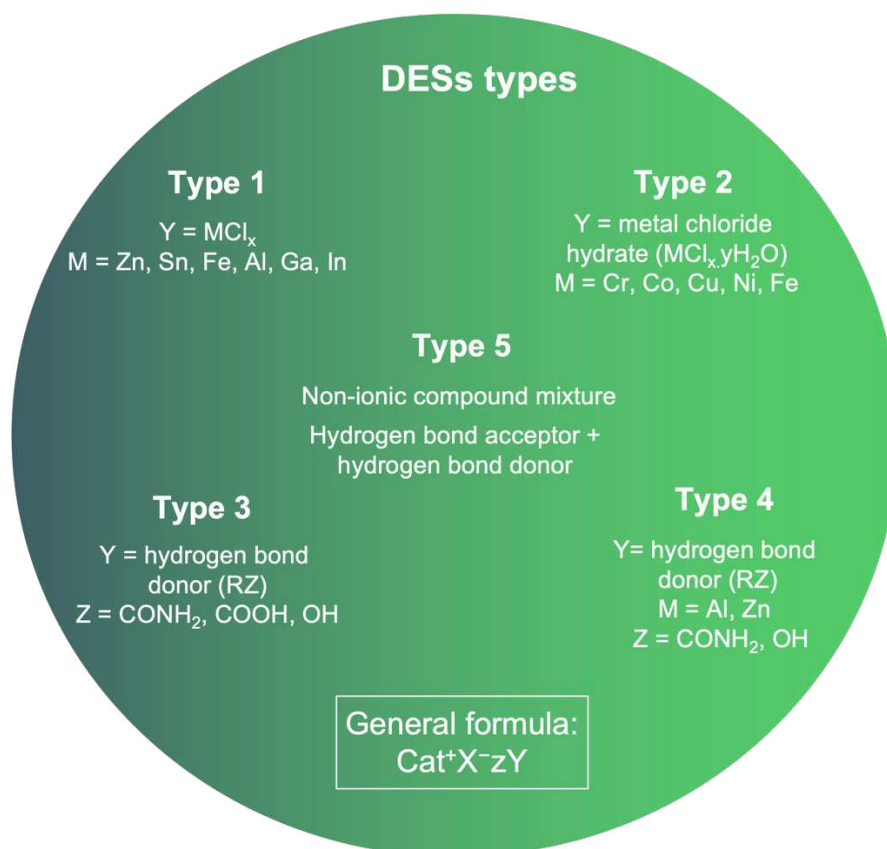 DESs types
Type 1
Y = MClₓ
M = Zn, Sn, Fe, Al, Ga, In
Type 2
Y = metal chloride
hydrate (MClₓ.yH₂O)
M = Cr, Co, Cu, Ni, Fe
Type 5
Non-ionic compound mixture
Hydrogen bond acceptor +
hydrogen bond donor
Type 3
Y = hydrogen bond
donor (RZ)
Z = CONH₂, COOH, OH
Type 4
Y= hydrogen bond
donor (RZ)
M = Al, Zn
Z = CONH₂, OH
General formula:
Cat⁺X⁻zY